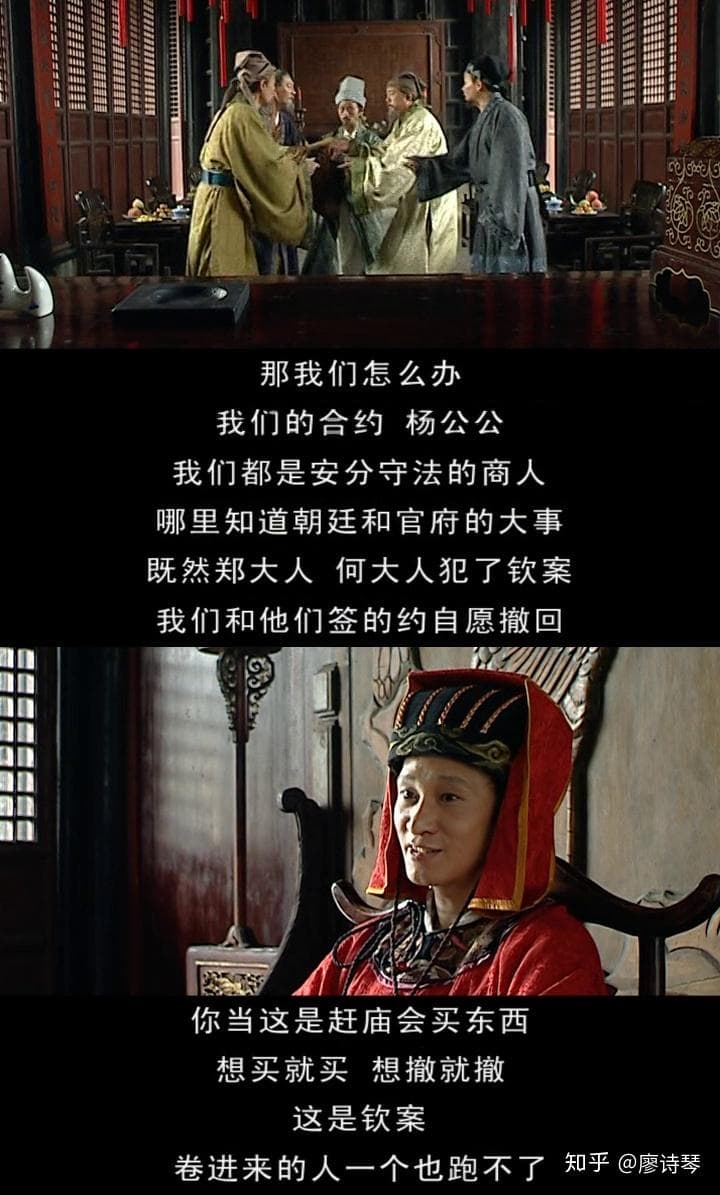 那我们怎么办
我们的合约 杨公公
我们都是安分守法的商人
哪里知道朝廷和官府的大事
既然郑大人 何大人犯了钦案
我们和他们签的约自愿撤回
你当这是赶庙会买东西
想买就买 想撤就撤
这是钦案
卷进来的人一个也跑不了
知乎 @廖诗琴